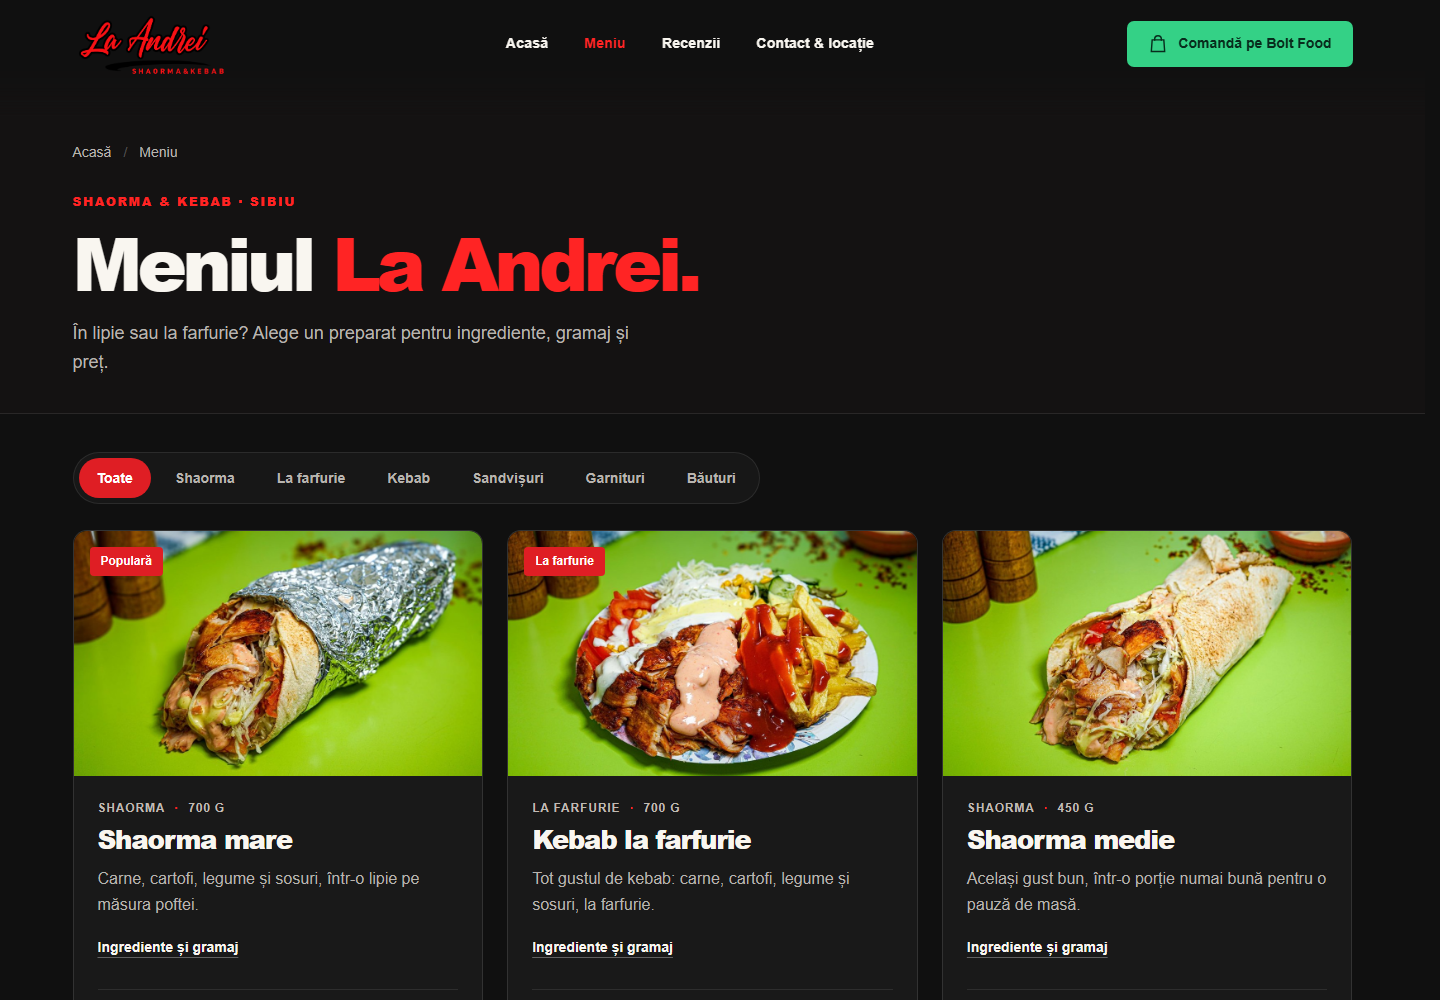 La Andrei
SHAORMA&KEBAB
Acasă
Meniu
Recenzii
Contact & locație
Comandă pe Bolt Food
Acasă / Meniu
SHAORMA & KEBAB · SIBIU
Meniul La Andrei.
În lipie sau la farfurie? Alege un preparat pentru ingrediente, gramaj și
preț.
Toate
Shaorma
La farfurie
Kebab
Sandvișuri
Garnituri
Băuturi
Populară
SHAORMA · 700 G
Shaorma mare
Carne, cartofi, legume și sosuri, într-o lipie pe
măsura poftei.
Ingrediente și gramaj
La farfurie
LA FARFURIE · 700 G
Kebab la farfurie
Tot gustul de kebab: carne, cartofi, legume și
sosuri, la farfurie.
Ingrediente și gramaj
SHAORMA · 450 G
Shaorma medie
Același gust bun, într-o porție numai bună pentru o
pauză de masă.
Ingrediente și gramaj